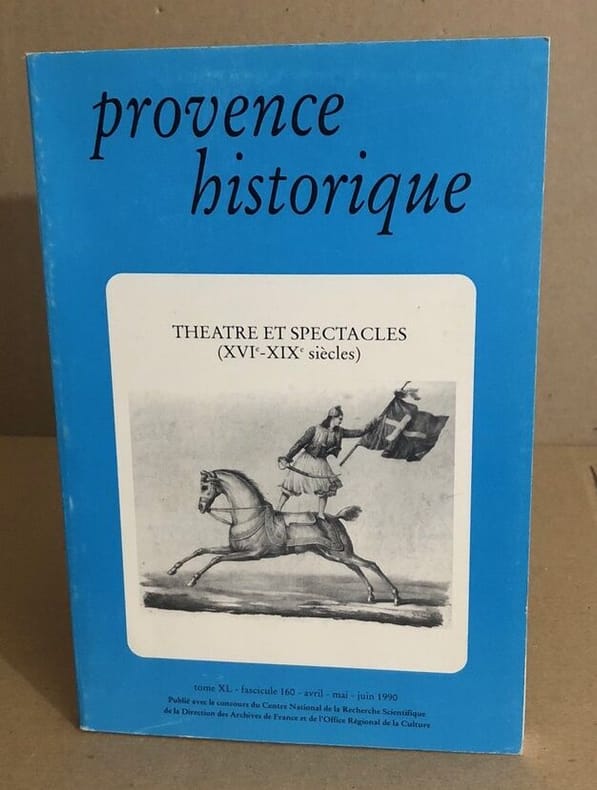 provence
historique
THEATRE ET SPECTACLES
(XVIᵉ-XIXᵉ siècles)
tome XL - fascicule 160 - avril - mai - juin 1990
Publié avec le concours du Centre National de la Recherche Scientifique
de la Direction des Archives de France et de l'Office Régional de la Culture